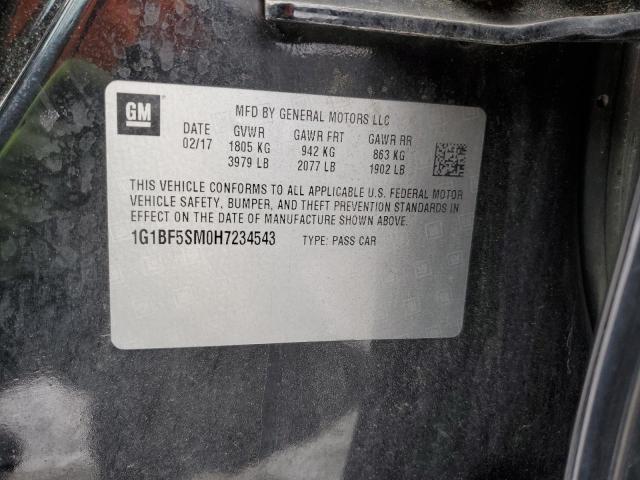 GM
MFD BY GENERAL MOTORS LLC
DATE GVWR GAWR FRT GAWR RR
02/17 1805 KG 942 KG 863 KG
3979 LB 2077 LB 1902 LB
THIS VEHICLE CONFORMS TO ALL APPLICABLE U.S. FEDERAL MOTOR
VEHICLE SAFETY, BUMPER, AND THEFT PREVENTION STANDARDS IN
EFFECT ON THE DATE OF MANUFACTURE SHOWN ABOVE.
1G1BF5SM0H7234543 TYPE: PASS CAR